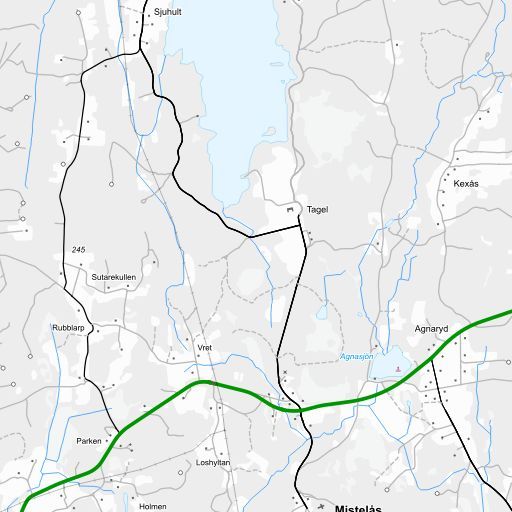 Sjuhult
Kexås
Tagel
245
Sutarekullen
Rubblarp
Agnaryd
Vret
Agnasjön
Parken
Loshyltan
Holmen
Mistelås